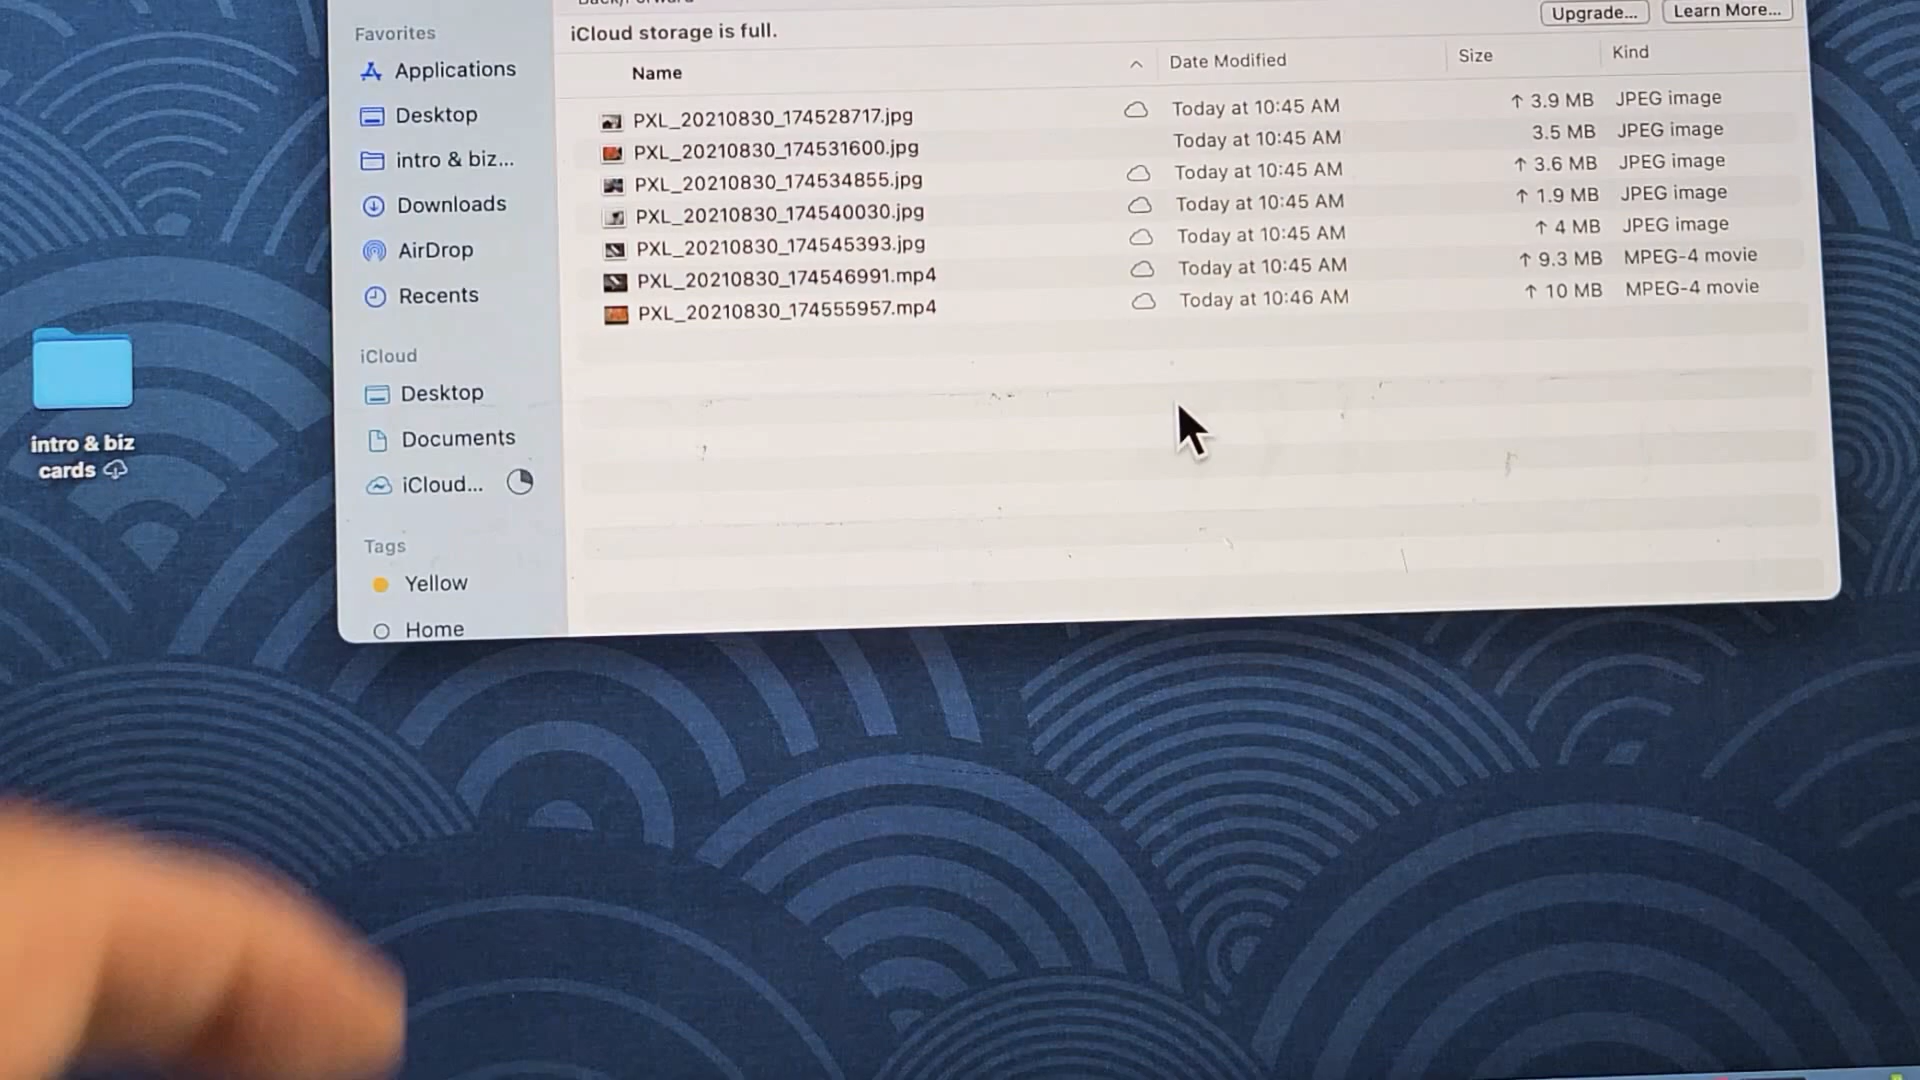 Back/Forward
iCloud storage is full.
Upgrade...
Learn More...
Favorites
Applications
Desktop
intro & biz...
Downloads
AirDrop
Recents
iCloud
Desktop
Documents
iCloud...
Tags
Yellow
Home
Name Date Modified Size Kind
PXL_20210830_174528717.jpg Today at 10:45 AM ↑ 3.9 MB JPEG image
PXL_20210830_174531600.jpg Today at 10:45 AM 3.5 MB JPEG image
PXL_20210830_174534855.jpg Today at 10:45 AM ↑ 3.6 MB JPEG image
PXL_20210830_174540030.jpg Today at 10:45 AM ↑ 1.9 MB JPEG image
PXL_20210830_174545393.jpg Today at 10:45 AM ↑ 4 MB JPEG image
PXL_20210830_174546991.mp4 Today at 10:45 AM ↑ 9.3 MB MPEG-4 movie
PXL_20210830_174555957.mp4 Today at 10:46 AM ↑ 10 MB MPEG-4 movie
intro & biz
cards